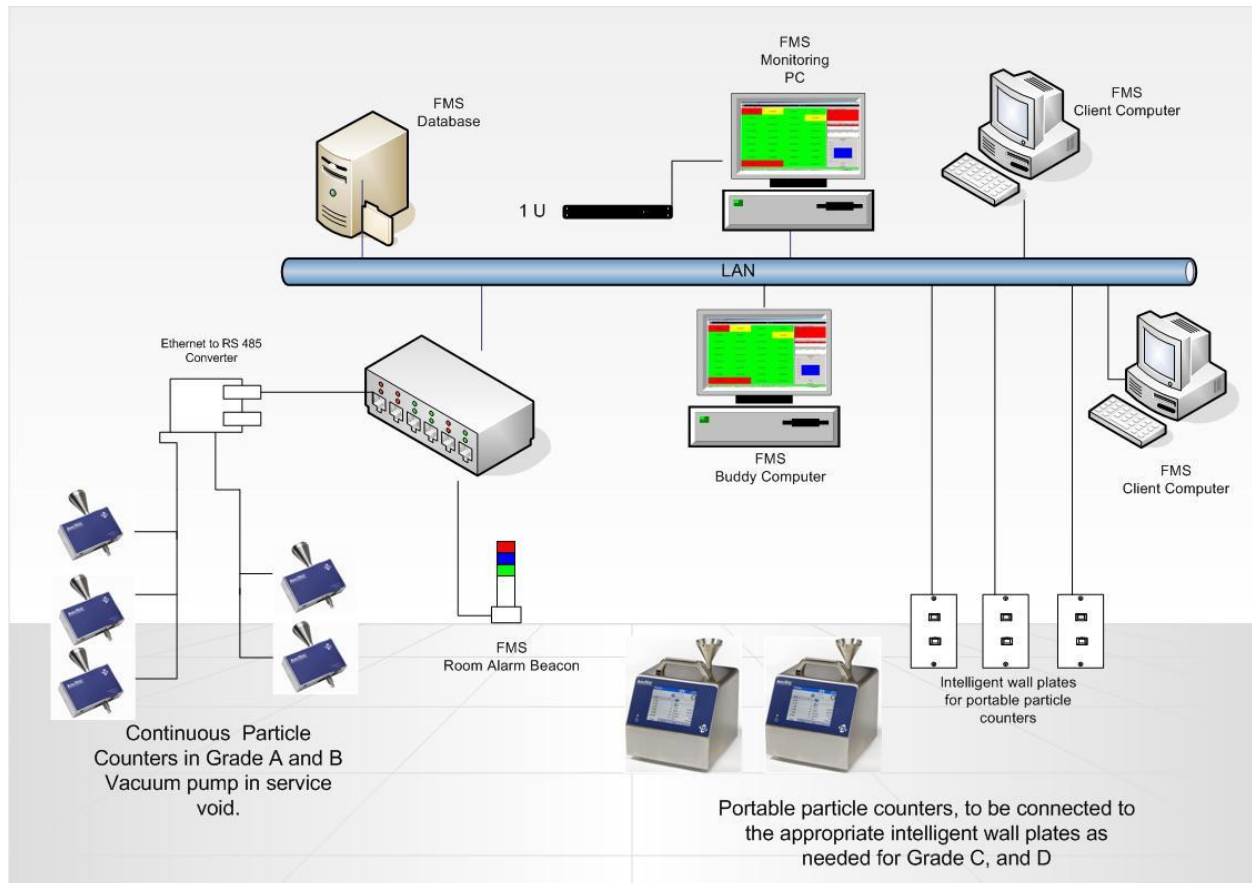 FMS
Monitoring
PC
FMS
Database
FMS
Client Computer
1 U
LAN
Ethernet to RS 485
Converter
FMS
Buddy Computer
FMS
Client Computer
FMS
Room Alarm Beacon
Intelligent wall plates
for portable particle
counters
Continuous Particle
Counters in Grade A and B
Vacuum pump in service
void.
Portable particle counters, to be connected to
the appropriate intelligent wall plates as
needed for Grade C, and D